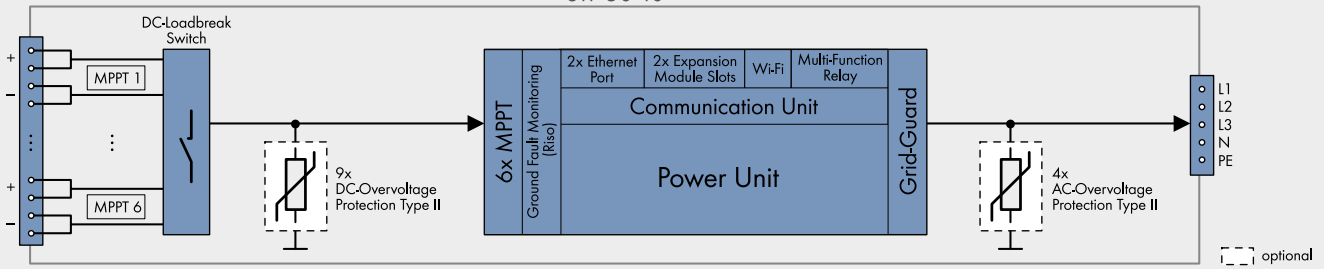 DC-Loadbreak
Switch
+
MPPT 1
−
...
...
+
MPPT 6
−
9x
DC-Overvoltage
Protection Type II
6x MPPT
Ground Fault Monitoring
(Riso)
2x Ethernet
Port
2x Expansion
Module Slots
Wi-Fi
Multi-Function
Relay
Communication Unit
Power Unit
Grid-Guard
4x
AC-Overvoltage
Protection Type II
L1
L2
L3
N
PE
optional